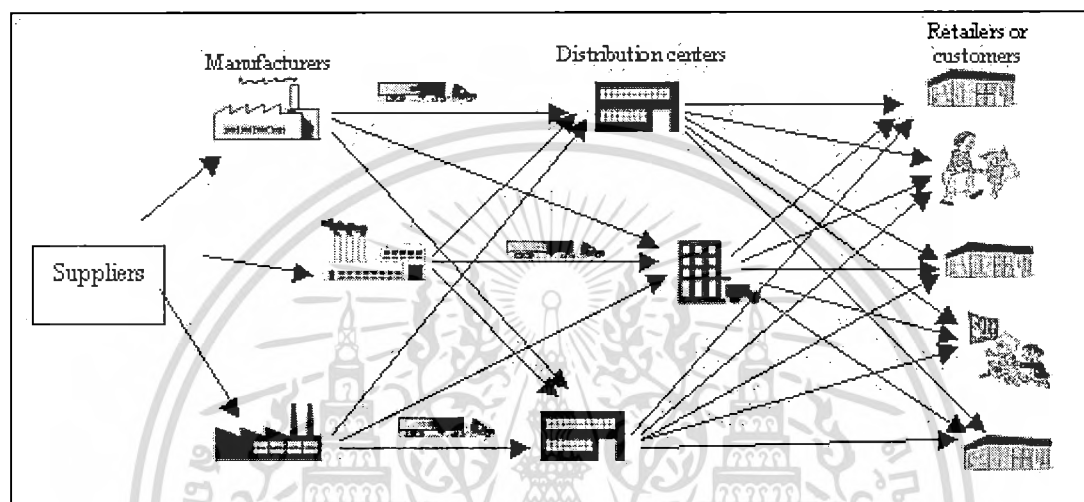 Retailers or
customers
Manufacturers
Distribution centers
Suppliers